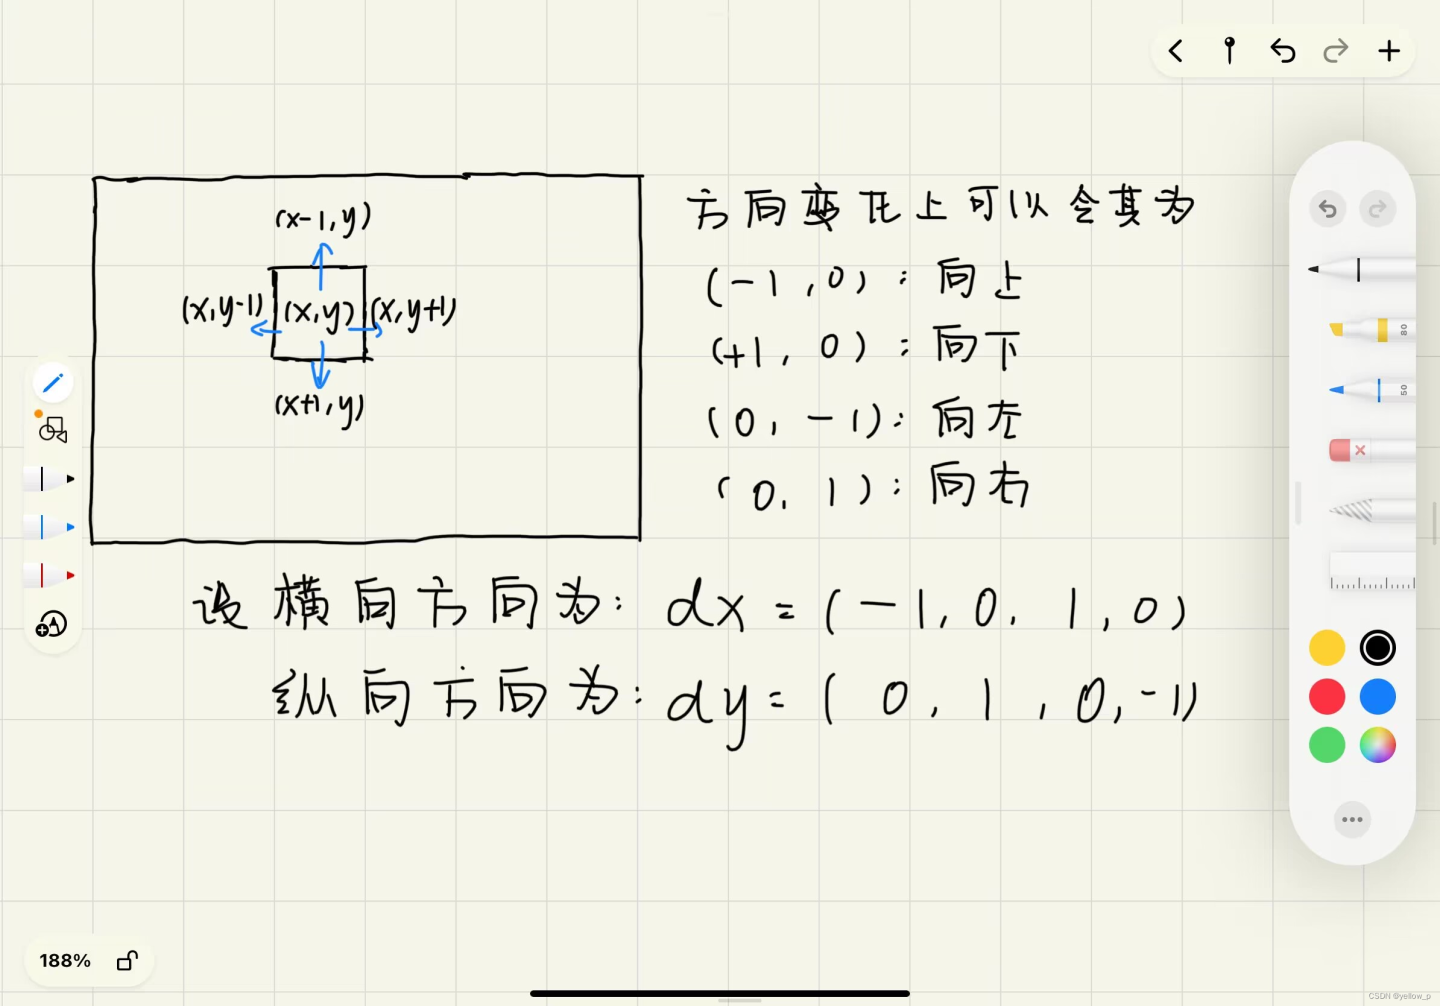 (x-1,y)
(x,y-1) (x,y) (x,y+1)
(x+1,y)
方向变化上可以令其为
(-1,0): 向上
(+1,0): 向下
(0,-1): 向左
(0,1): 向右
设横向方向为: dx=(-1,0,1,0)
纵向方向为: dy=(0,1,0,-1)
80
50
188%
CSDN @yellow_p